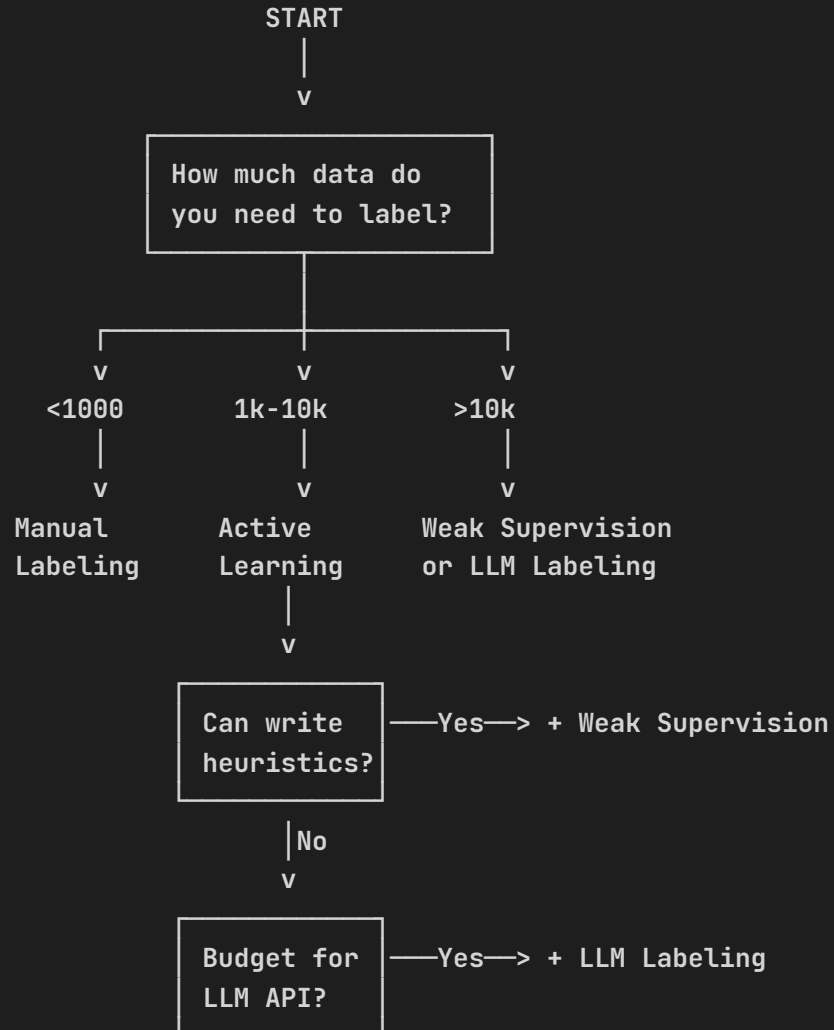 START
v
How much data do
you need to label?
v v v
<1000 1k-10k >10k
v v v
Manual Active Weak Supervision
Labeling Learning or LLM Labeling
v
Can write ───Yes──> + Weak Supervision
heuristics?
No
v
Budget for ───Yes──> + LLM Labeling
LLM API?